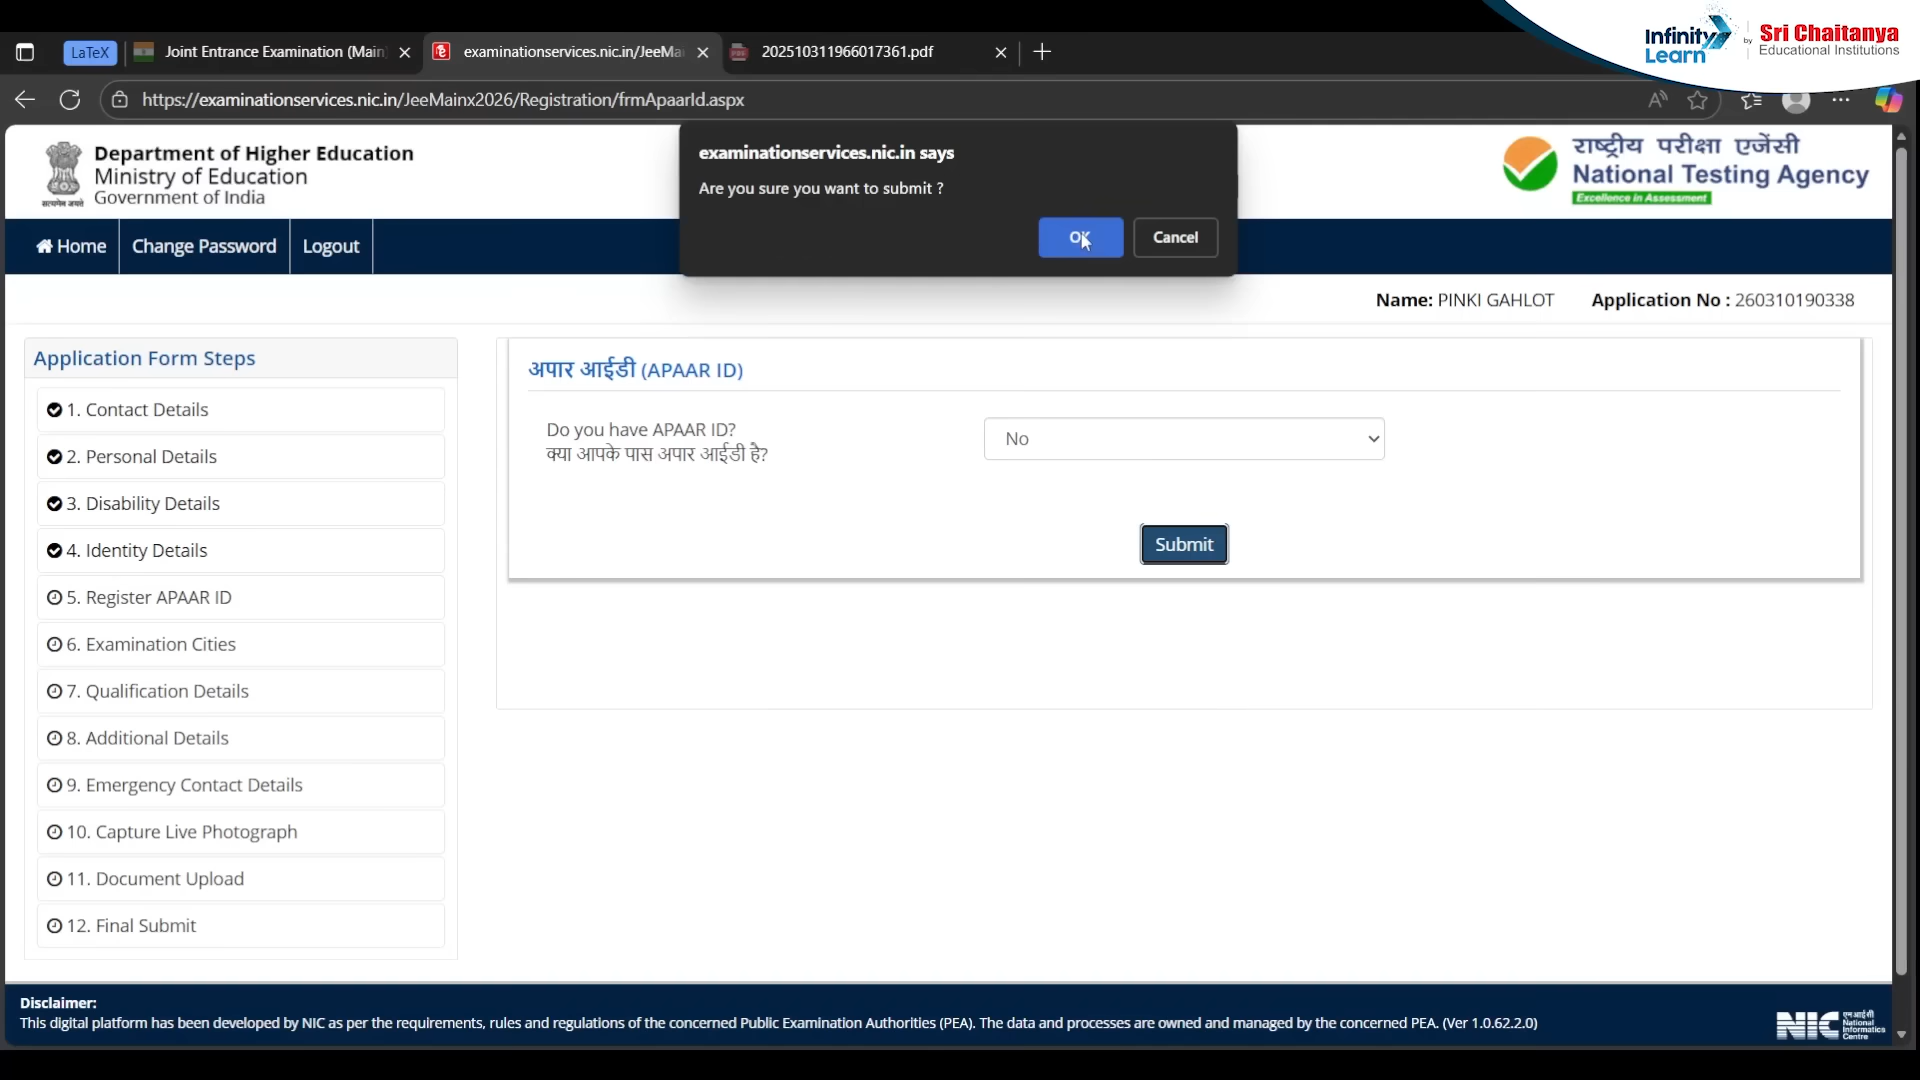 Infinity Learn by Sri Chaitanya Educational Institutions
LaTeX
Joint Entrance Examination (Main
examinationservices.nic.in/JeeMa
202510311966017361.pdf
https://examinationservices.nic.in/JeeMainx2026/Registration/frmApaarId.aspx
सत्यमेव जयते
Department of Higher Education
Ministry of Education
Government of India
examinationservices.nic.in says
Are you sure you want to submit ?
OK
Cancel
राष्ट्रीय परीक्षा एजेंसी
National Testing Agency
Excellence in Assessment
Home
Change Password
Logout
Name: PINKI GAHLOT
Application No : 260310190338
Application Form Steps
1. Contact Details
2. Personal Details
3. Disability Details
4. Identity Details
5. Register APAAR ID
6. Examination Cities
7. Qualification Details
8. Additional Details
9. Emergency Contact Details
10. Capture Live Photograph
11. Document Upload
12. Final Submit
अपार आईडी (APAAR ID)
Do you have APAAR ID?
क्या आपके पास अपार आईडी है?
No
Submit
Disclaimer:
This digital platform has been developed by NIC as per the requirements, rules and regulations of the concerned Public Examination Authorities (PEA). The data and processes are owned and managed by the concerned PEA. (Ver 1.0.62.2.0)
NIC
एन आई सी
National
Informatics
Centre